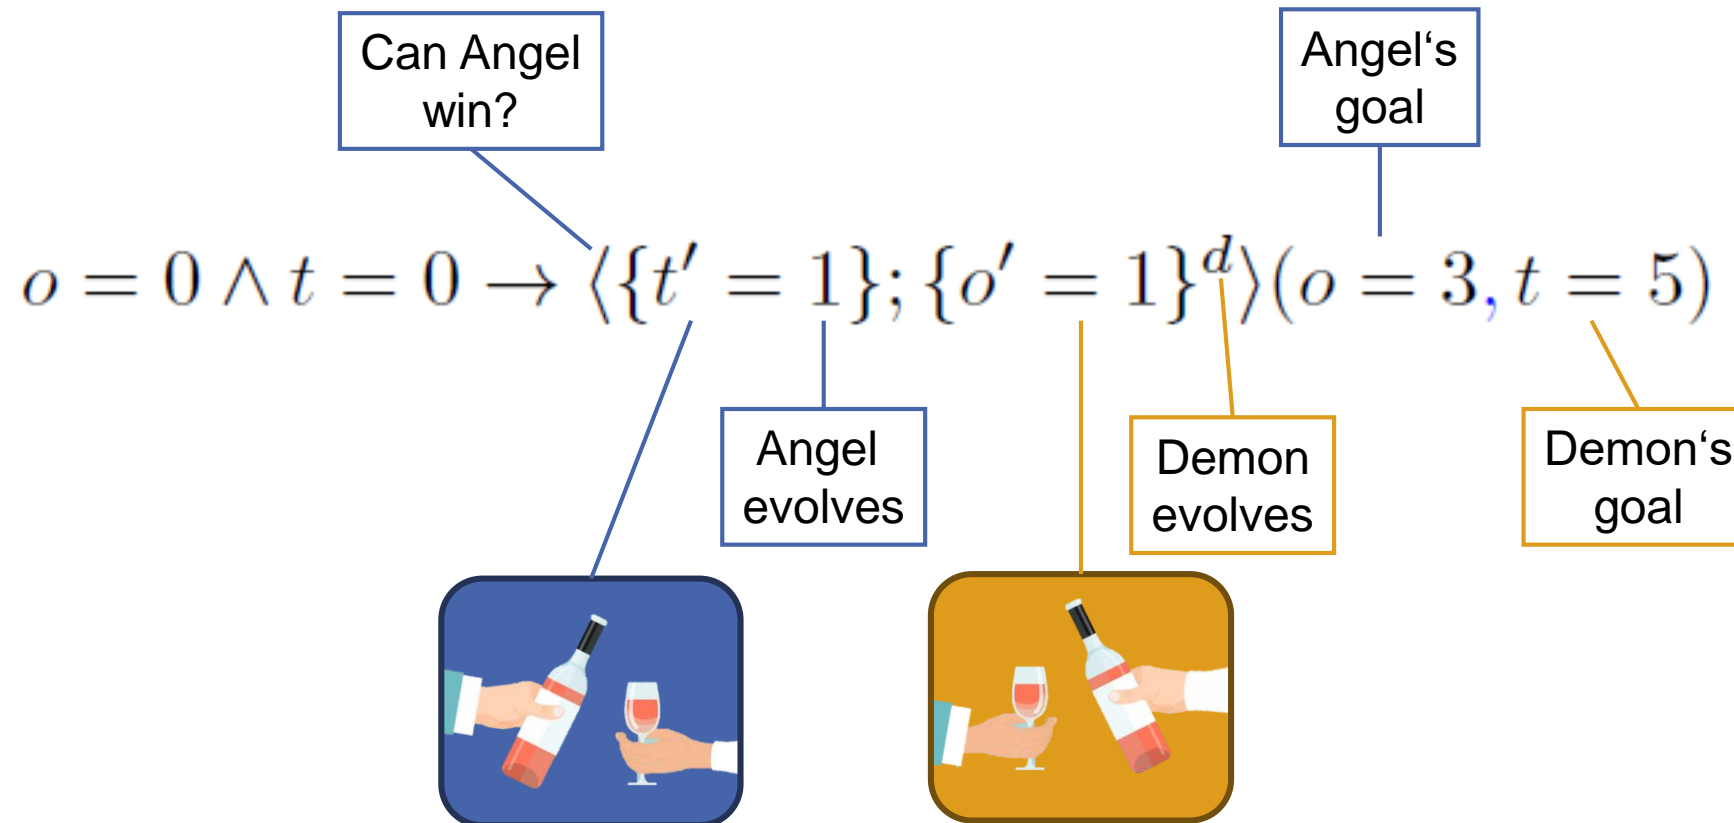 Can Angel
win?
Angel‘s
goal
o = 0 ∧ t = 0 → ⟨{t′ = 1}; {o′ = 1}ᵈ⟩(o = 3, t = 5)
Angel
evolves
Demon
evolves
Demon‘s
goal